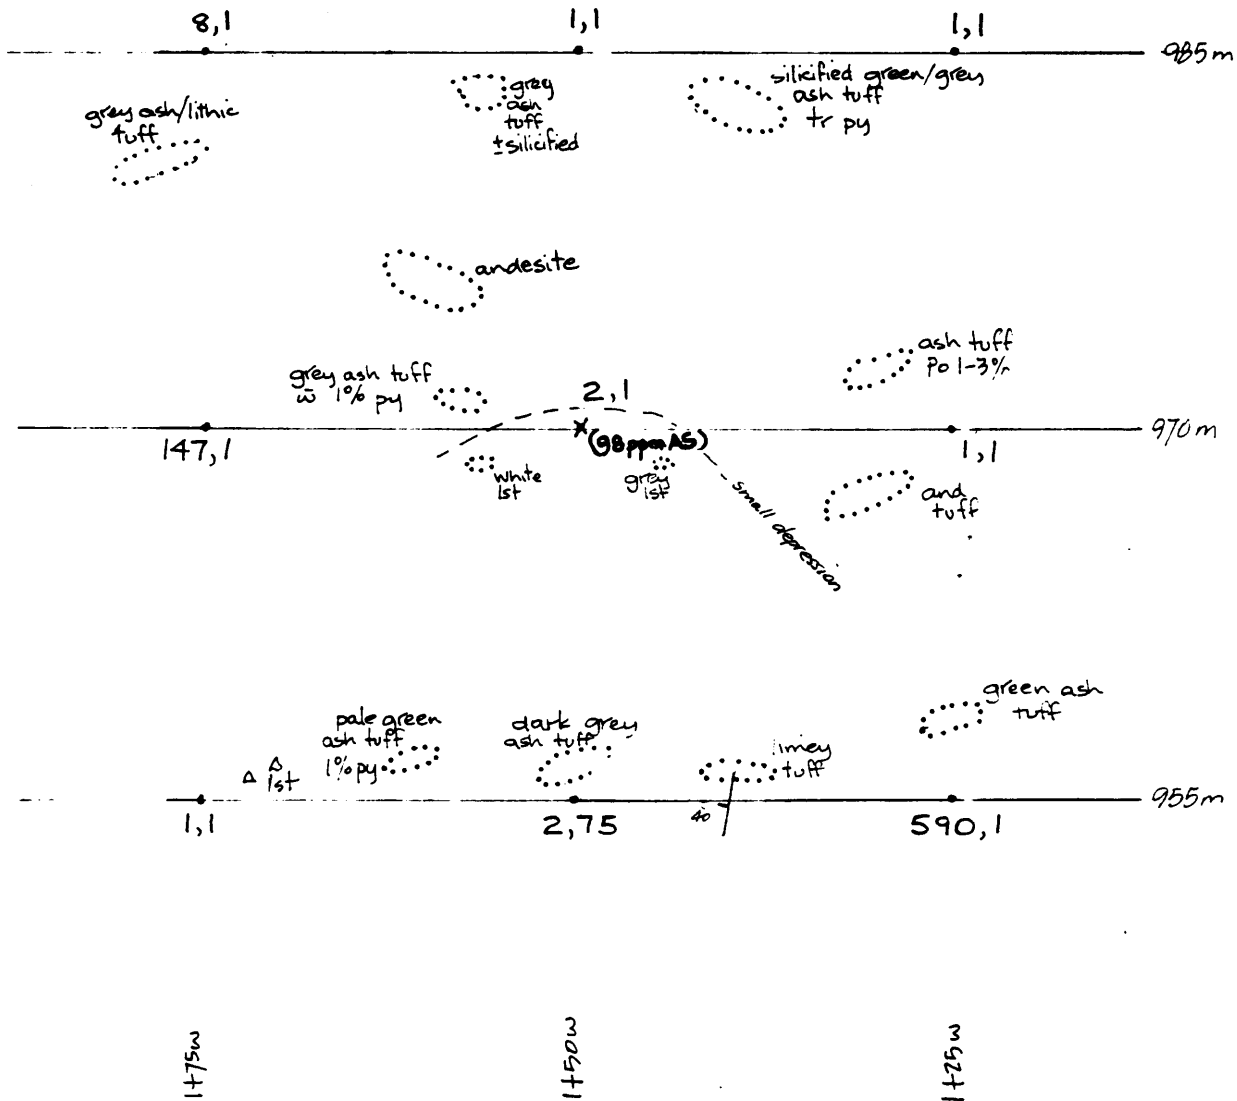 8,1
1,1
1,1
985m
grey ash/lithic
tuff
grey
ash
tuff
±silicified
silicified green/grey
ash tuff
tr py
andesite
ash tuff
Po 1-3%
grey ash tuff
w̄ 1% py
2,1
147,1
(98ppm AS)
1,1
970m
white
lst
grey
lst
small depression
and
tuff
green ash
tuff
pale green
ash tuff
1% py
dark grey
ash tuff
limey
tuff
lst
955m
1,1
2,75
40
590,1
1+75W
1+50W
1+25W